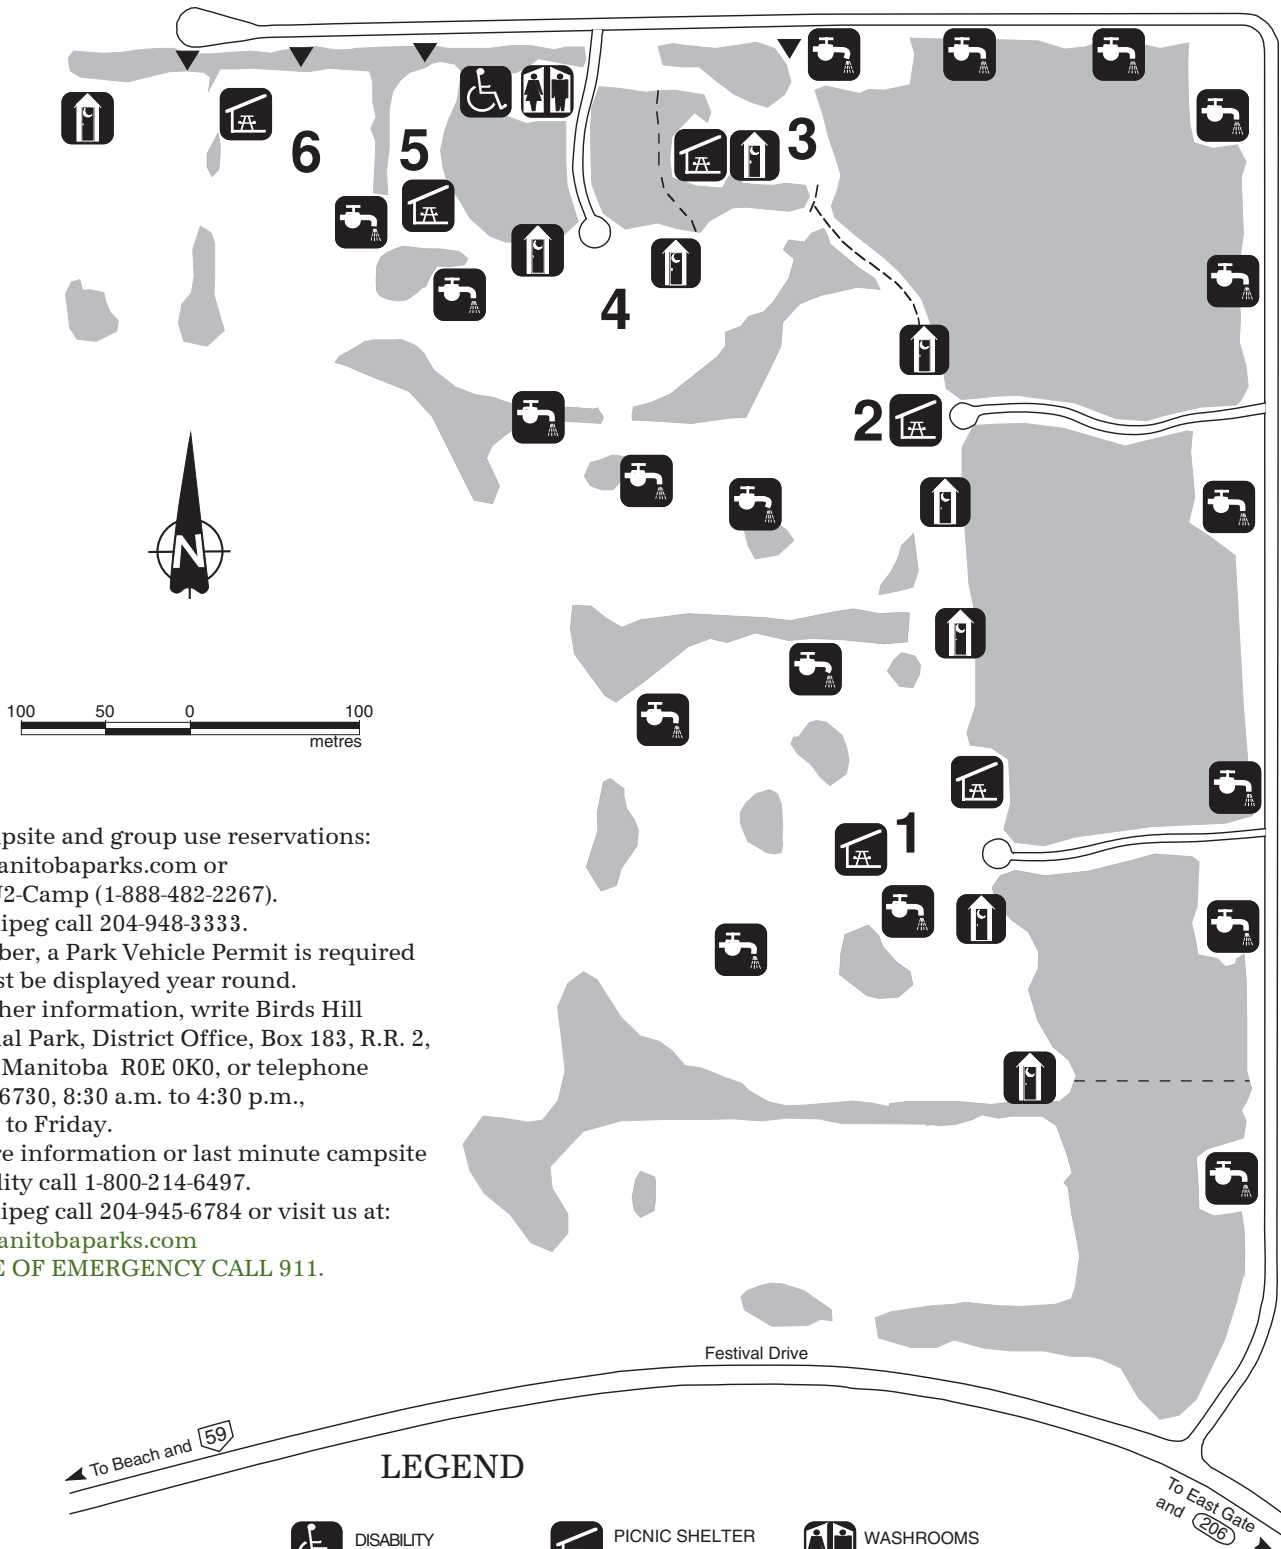 6
5
3
4
2
N
100 50 0 100
metres
1
psite and group use reservations:
anitobaparks.com or
2-Camp (1-888-482-2267).
ipeg call 204-948-3333.
ber, a Park Vehicle Permit is required
st be displayed year round.
her information, write Birds Hill
al Park, District Office, Box 183, R.R. 2,
Manitoba R0E 0K0, or telephone
6730, 8:30 a.m. to 4:30 p.m.,
to Friday.
re information or last minute campsite
lity call 1-800-214-6497.
ipeg call 204-945-6784 or visit us at:
anitobaparks.com
E OF EMERGENCY CALL 911.
Festival Drive
To Beach and 59
LEGEND
To East Gate
and 206
DISABILITY
PICNIC SHELTER
WASHROOMS